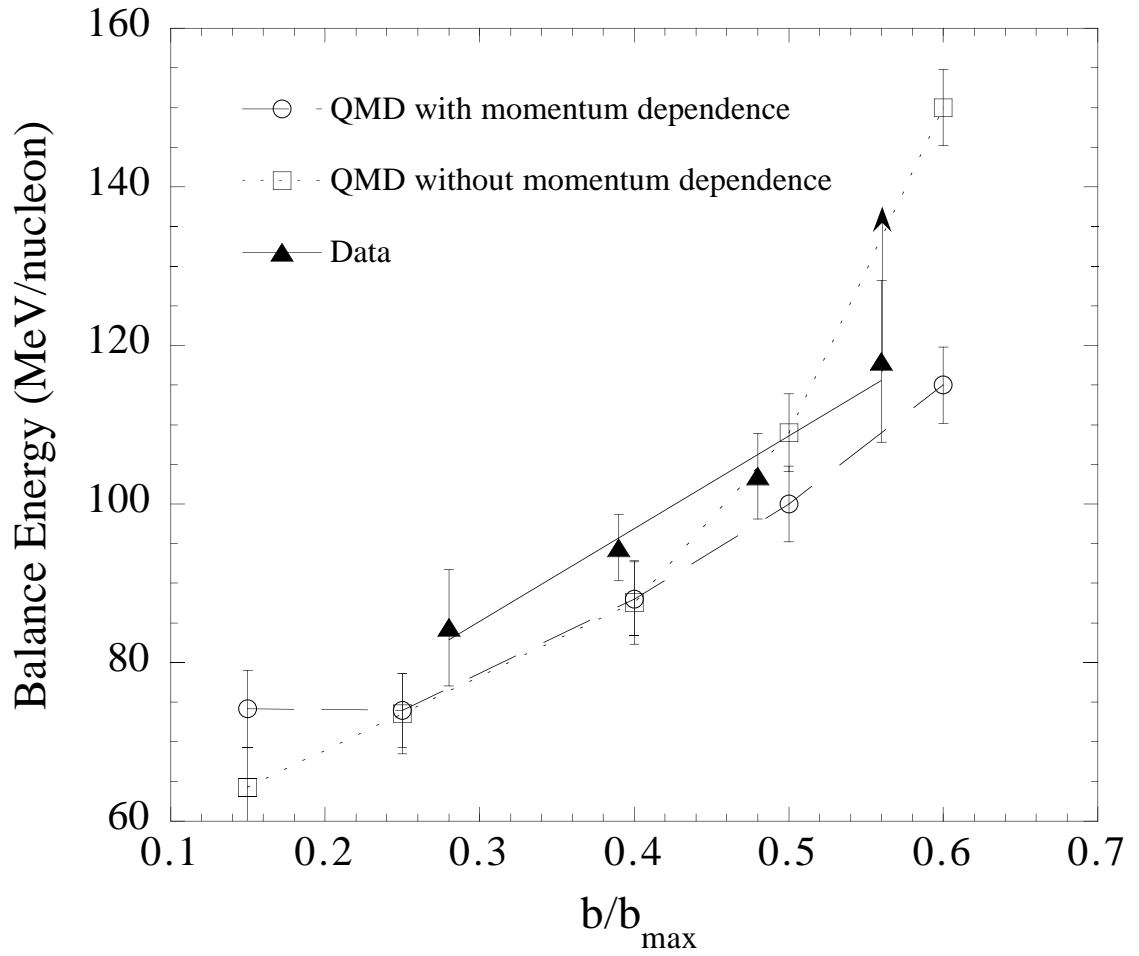 160
140
120
100
80
60
Balance Energy (MeV/nucleon)
QMD with momentum dependence
QMD without momentum dependence
Data
0.1 0.2 0.3 0.4 0.5 0.6 0.7
b/b_max